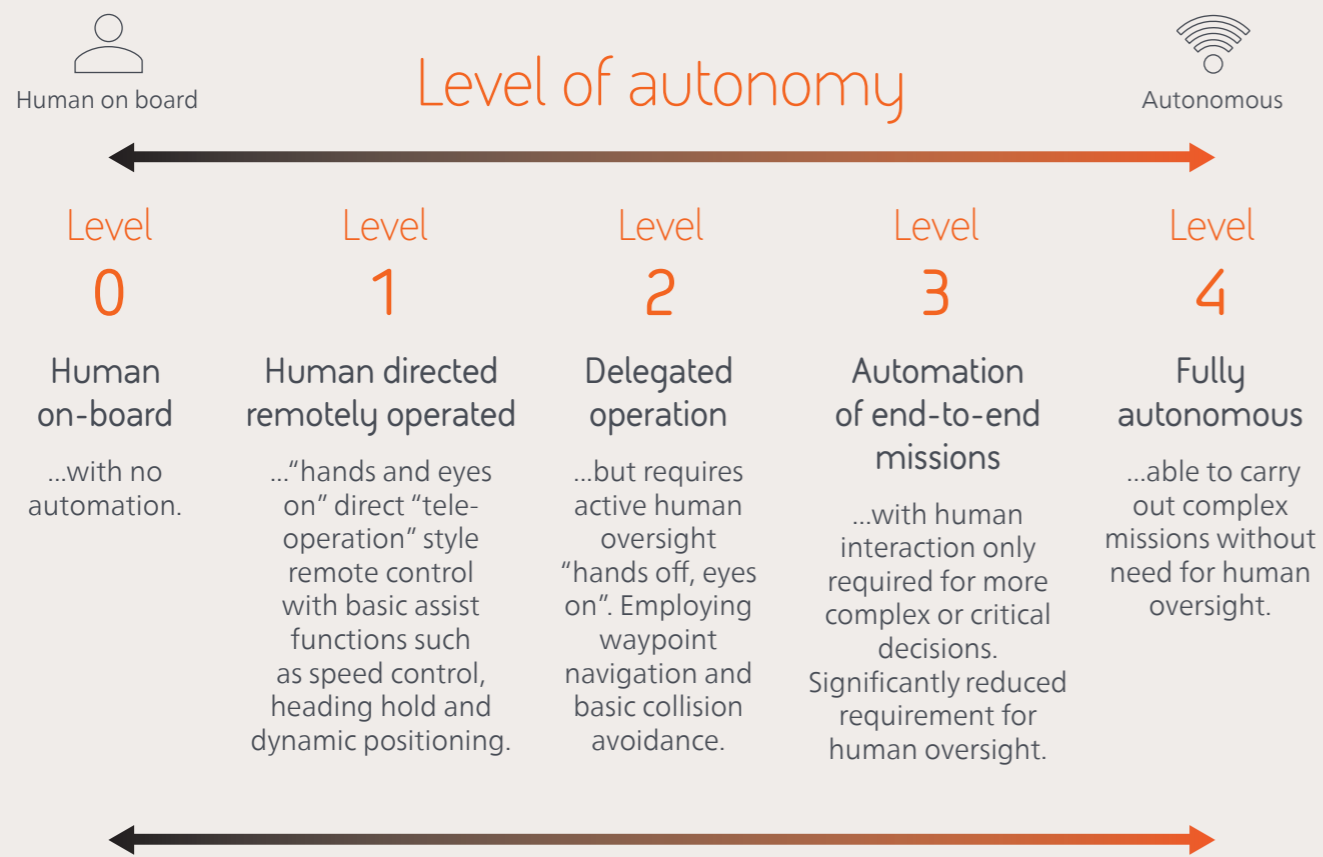 Human on board
Level of autonomy
Autonomous
Level
0
Human
on-board
...with no
automation.
Level
1
Human directed
remotely operated
..."hands and eyes
on” direct “tele-
operation” style
remote control
with basic assist
functions such
as speed control,
heading hold and
dynamic positioning.
Level
2
Delegated
operation
...but requires
active human
oversight
“hands off, eyes
on”. Employing
waypoint
navigation and
basic collision
avoidance.
Level
3
Automation
of end-to-end
missions
...with human
interaction only
required for more
complex or critical
decisions.
Significantly reduced
requirement for
human oversight.
Level
4
Fully
autonomous
...able to carry
out complex
missions without
need for human
oversight.